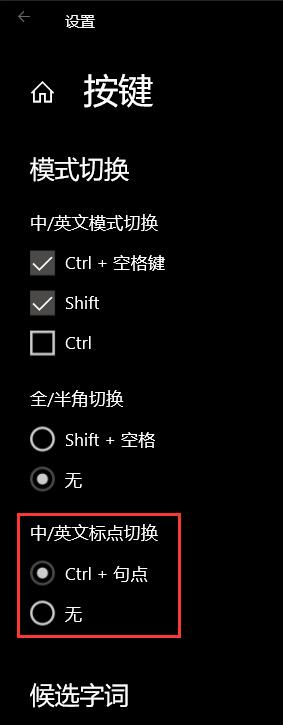 设置
按键
模式切换
中/英文模式切换
Ctrl + 空格键
Shift
Ctrl
全/半角切换
Shift + 空格
无
中/英文标点切换
Ctrl + 句点
无
候选字词